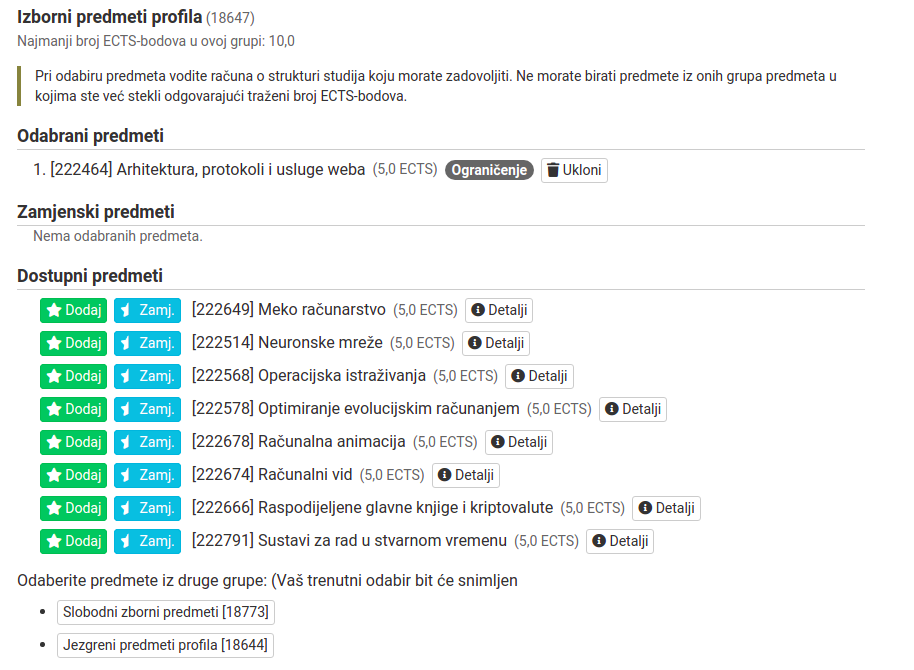 Izborni predmeti profila (18647)
Najmanji broj ECTS-bodova u ovoj grupi: 10,0
Pri odabiru predmeta vodite računa o strukturi studija koju morate zadovoljiti. Ne morate birati predmete iz onih grupa predmeta u
kojima ste već stekli odgovarajući traženi broj ECTS-bodova.
Odabrani predmeti
1. [222464] Arhitektura, protokoli i usluge weba (5,0 ECTS) Ograničenje Ukloni
Zamjenski predmeti
Nema odabranih predmeta.
Dostupni predmeti
Dodaj Zamj. [222649] Meko računarstvo (5,0 ECTS) Detalji
Dodaj Zamj. [222514] Neuronske mreže (5,0 ECTS) Detalji
Dodaj Zamj. [222568] Operacijska istraživanja (5,0 ECTS) Detalji
Dodaj Zamj. [222578] Optimiranje evolucijskim računanjem (5,0 ECTS) Detalji
Dodaj Zamj. [222678] Računalna animacija (5,0 ECTS) Detalji
Dodaj Zamj. [222674] Računalni vid (5,0 ECTS) Detalji
Dodaj Zamj. [222666] Raspodijeljene glavne knjige i kriptovalute (5,0 ECTS) Detalji
Dodaj Zamj. [222791] Sustavi za rad u stvarnom vremenu (5,0 ECTS) Detalji
Odaberite predmete iz druge grupe: (Vaš trenutni odabir bit će snimljen
• Slobodni zborni predmeti [18773]
• Jezgreni predmeti profila [18644]